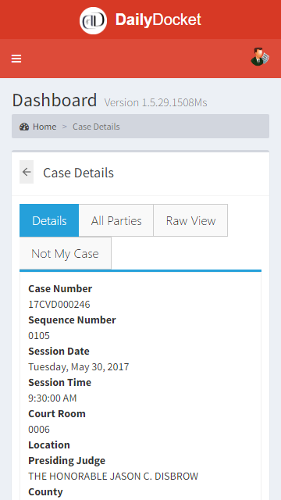 DailyDocket
Dashboard Version 1.5.29.1508Ms
Home > Case Details
Case Details
Details All Parties Raw View
Not My Case
Case Number
17CVD000246
Sequence Number
0105
Session Date
Tuesday, May 30, 2017
Session Time
9:30:00 AM
Court Room
0006
Location
Presiding Judge
THE HONORABLE JASON C. DISBROW
County